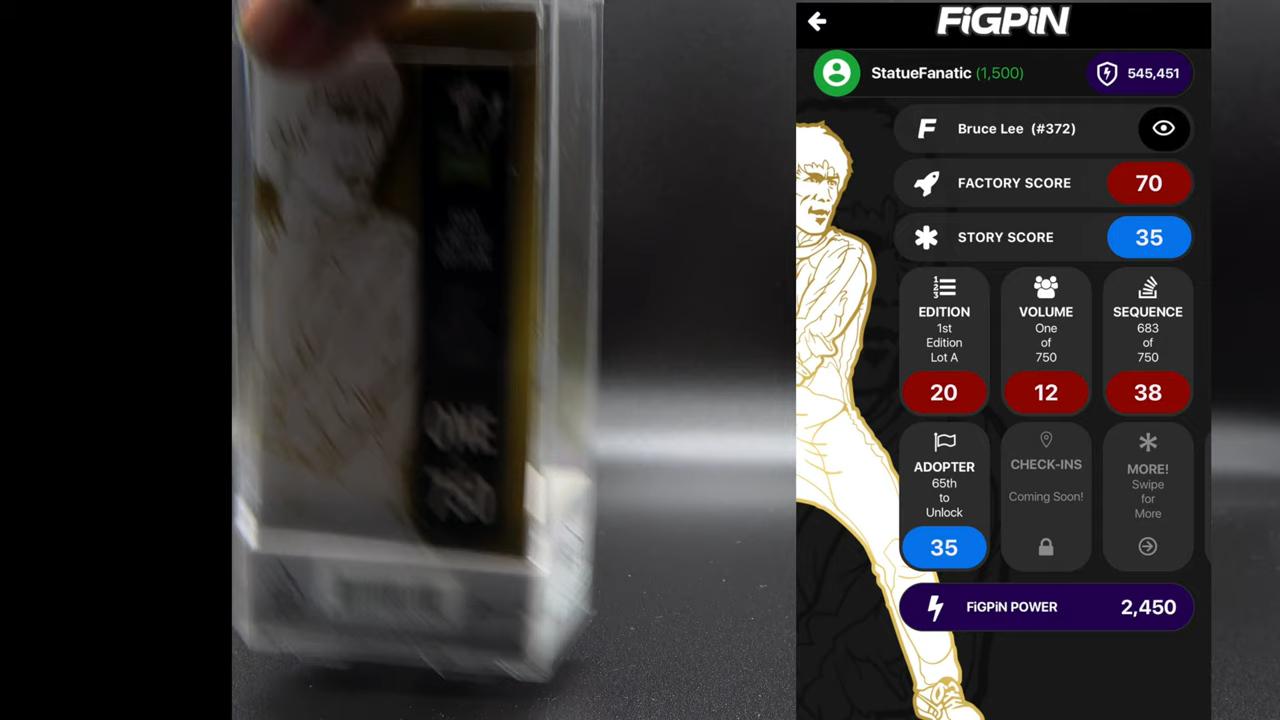 FiGPiN
StatueFanatic (1,500)
545,451
Bruce Lee (#372)
FACTORY SCORE
70
STORY SCORE
35
EDITION
1st
Edition
Lot A
20
VOLUME
One
of
750
12
SEQUENCE
683
of
750
38
ADOPTER
65th
to
Unlock
35
CHECK-INS
Coming Soon!
MORE!
Swipe
for
More
FiGPiN POWER
2,450
ONE
750